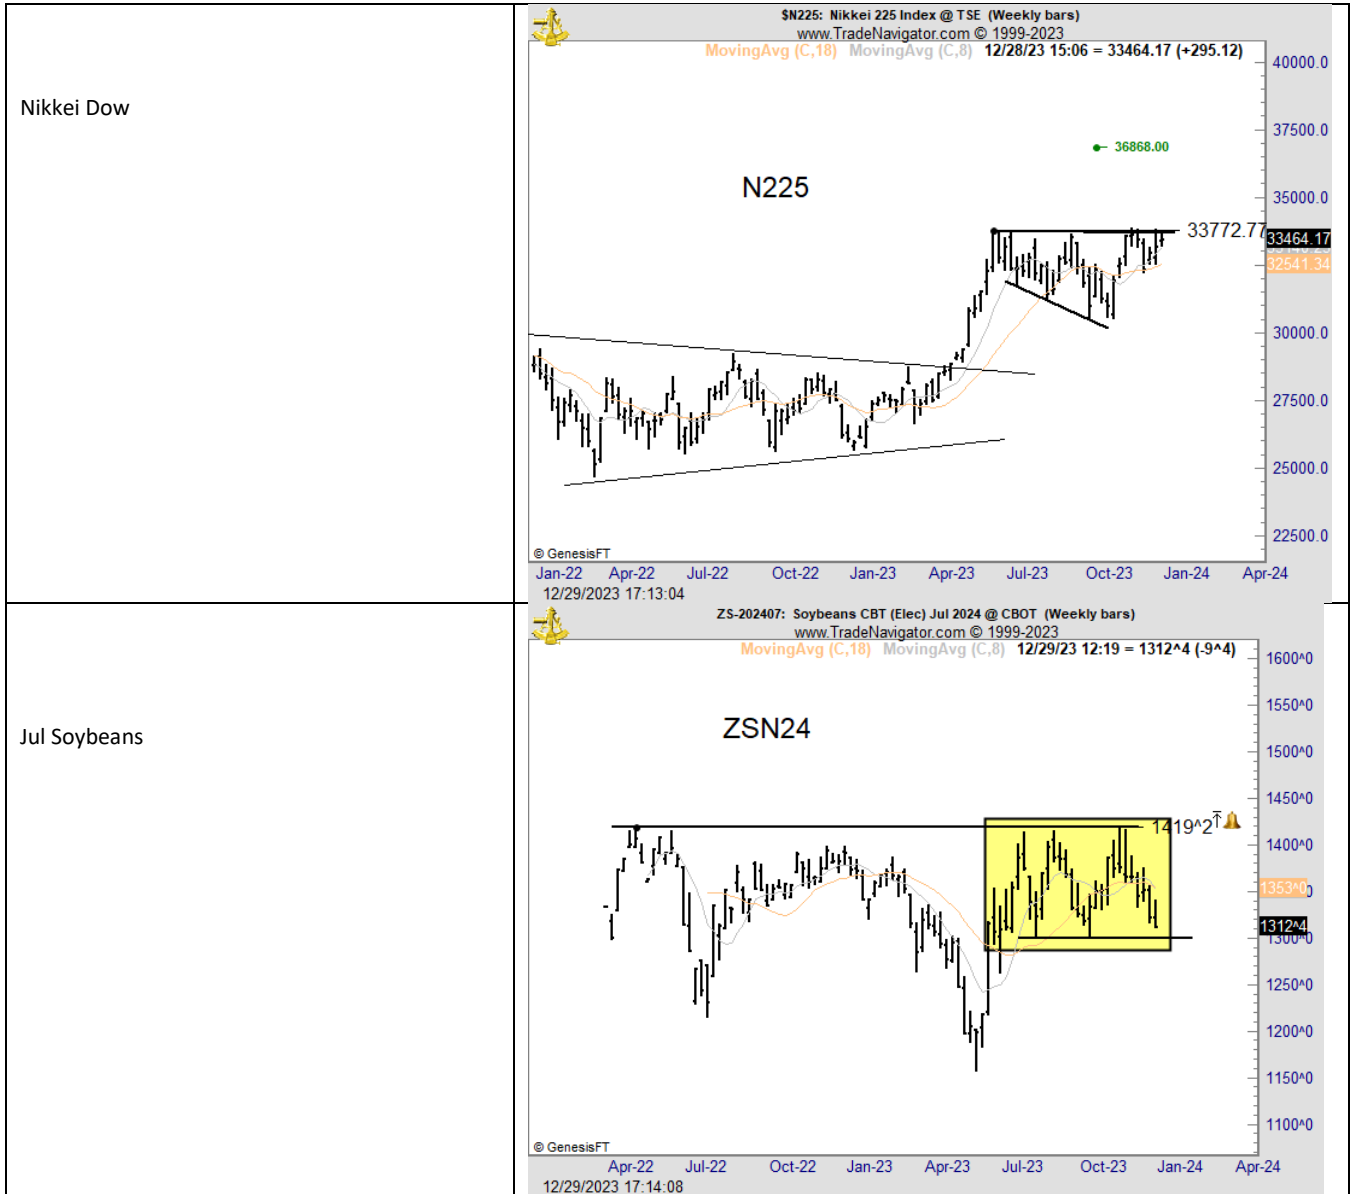 Nikkei Dow
$N225: Nikkei 225 Index @ TSE (Weekly bars)
www.TradeNavigator.com © 1999-2023
MovingAvg (C,18) MovingAvg (C,8) 12/28/23 15:06 = 33464.17 (+295.12)
40000.0
37500.0
36868.00
N225
35000.0
33772.77
33464.17
32541.34
30000.0
27500.0
25000.0
22500.0
© GenesisFT
Jan-22 Apr-22 Jul-22 Oct-22 Jan-23 Apr-23 Jul-23 Oct-23 Jan-24 Apr-24
12/29/2023 17:13:04
Jul Soybeans
ZS-202407: Soybeans CBT (Elec) Jul 2024 @ CBOT (Weekly bars)
www.TradeNavigator.com © 1999-2023
MovingAvg (C,18) MovingAvg (C,8) 12/29/23 12:19 = 1312^4 (-9^4)
1600^0
1550^0
ZSN24
1500^0
1450^0
1419^2
1400^0
1353^0
1312^4
1300^0
1250^0
1200^0
1150^0
1100^0
© GenesisFT
Apr-22 Jul-22 Oct-22 Jan-23 Apr-23 Jul-23 Oct-23 Jan-24 Apr-24
12/29/2023 17:14:08